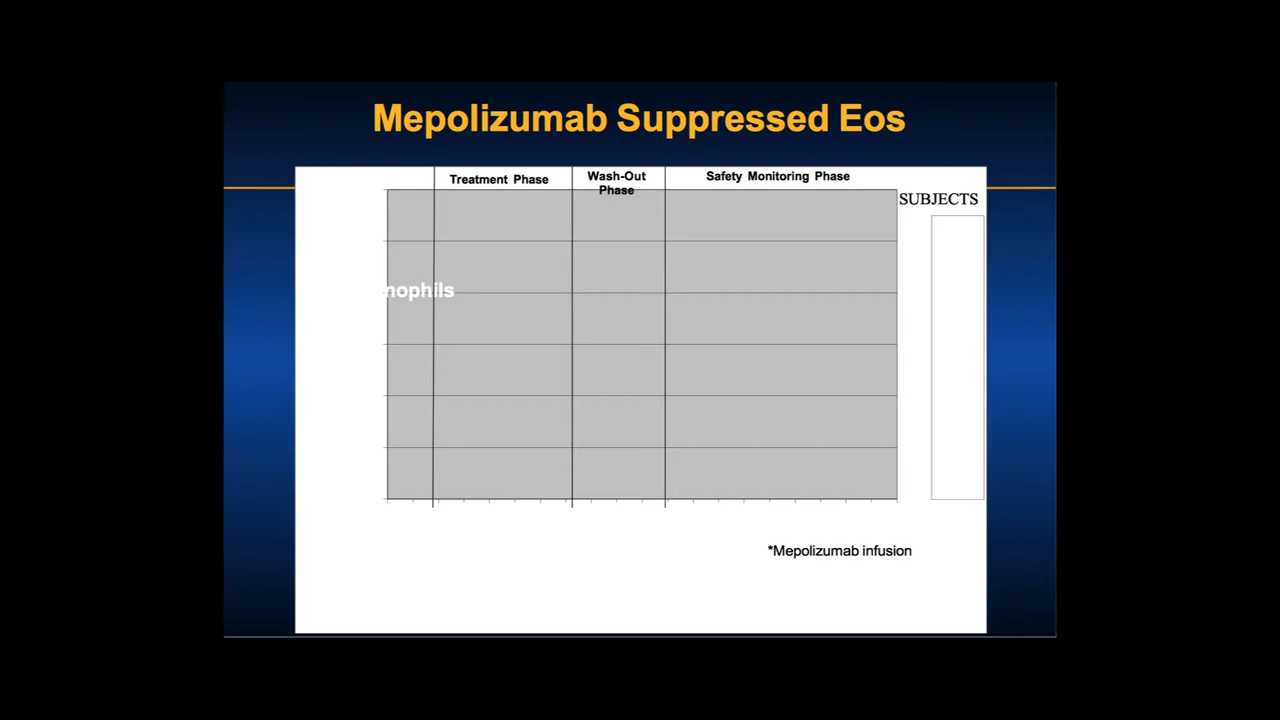 Mepolizumab Suppressed Eos
Treatment Phase
Wash-Out
Phase
Safety Monitoring Phase
SUBJECTS
nophils
*Mepolizumab infusion